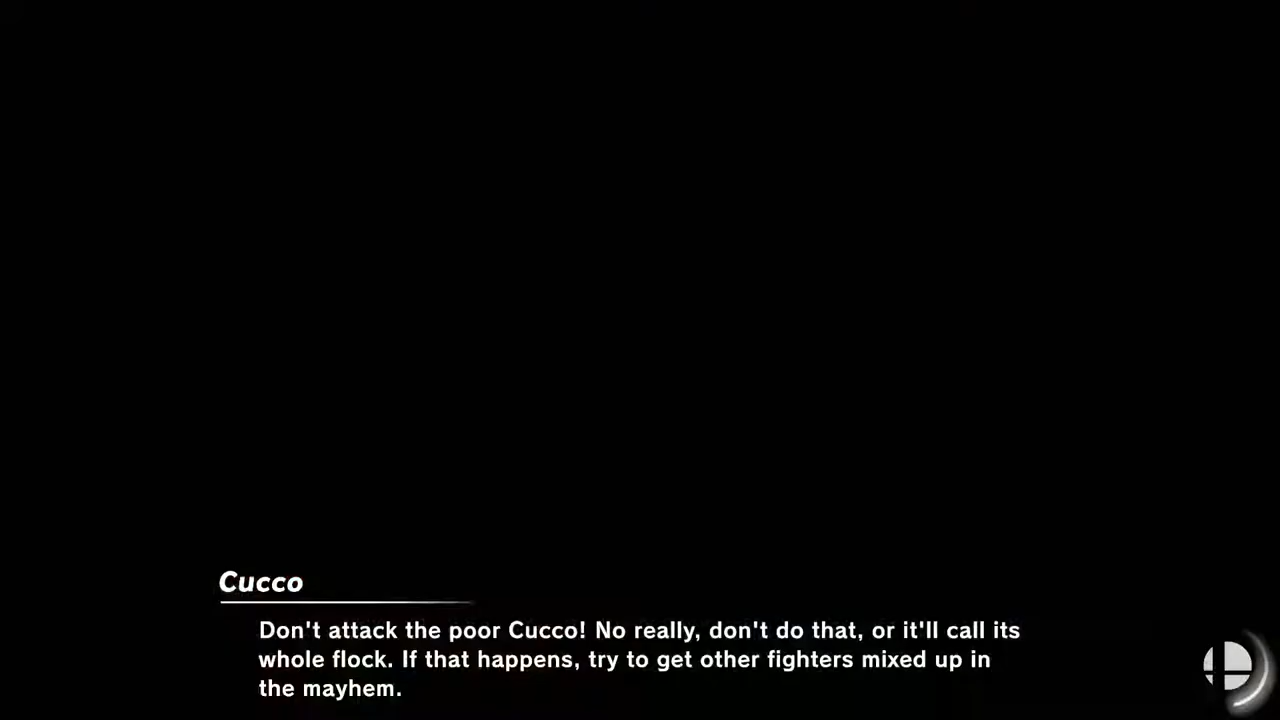 Cucco
Don't attack the poor Cucco! No really, don't do that, or it'll call its
whole flock. If that happens, try to get other fighters mixed up in
the mayhem.